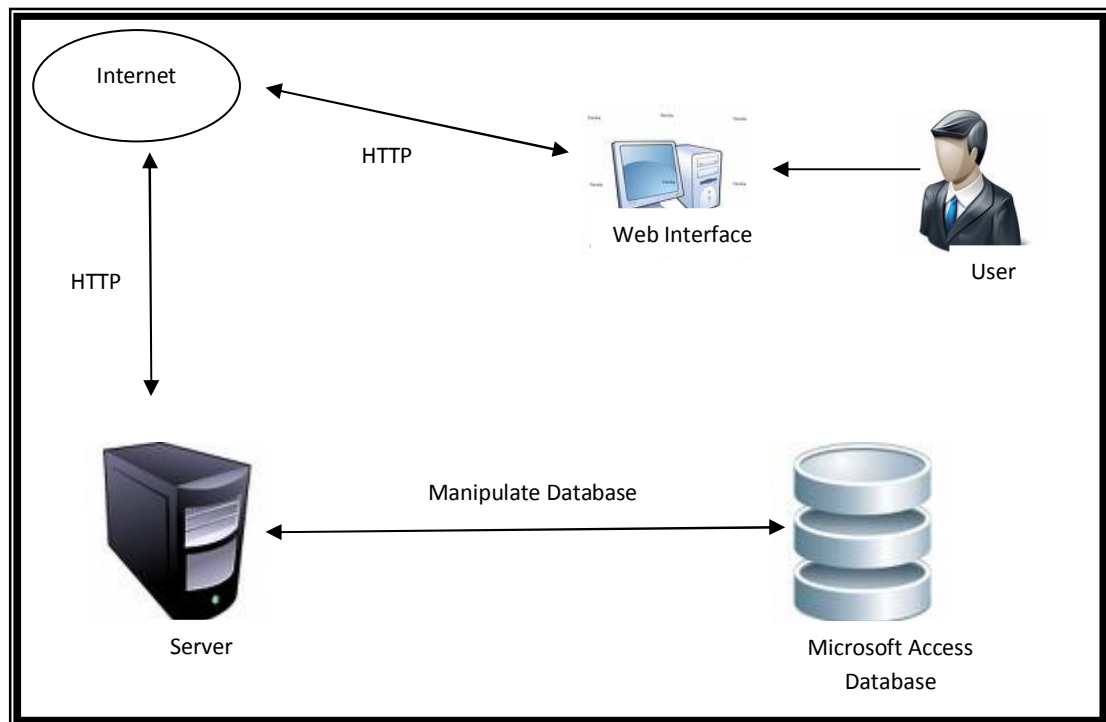 Internet
HTTP
Web Interface
User
HTTP
Manipulate Database
Server
Microsoft Access
Database